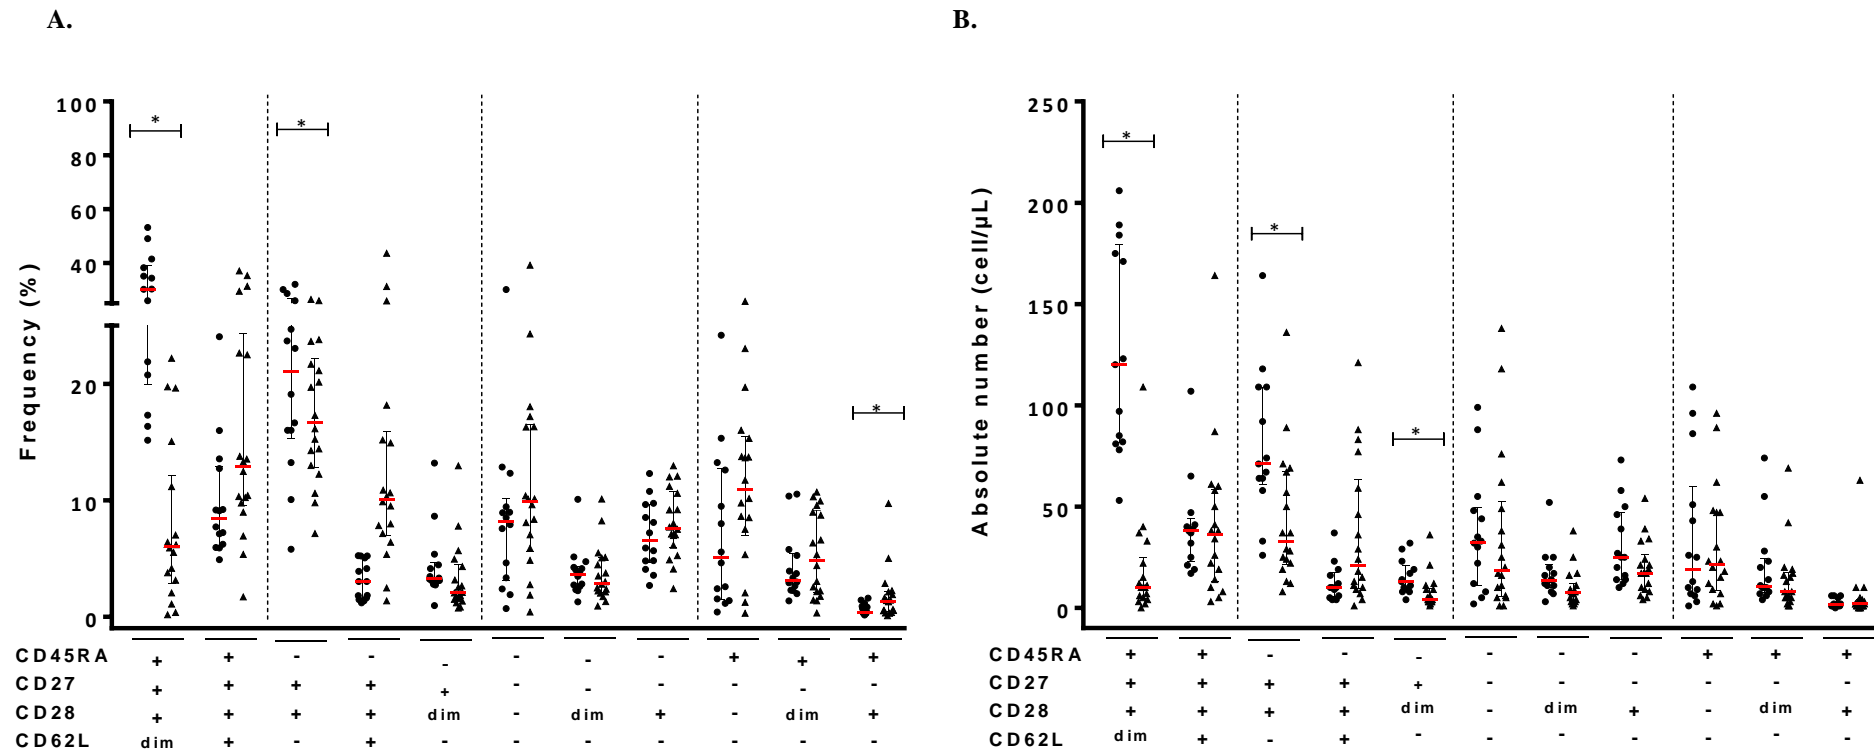 A.
B.
Frequency (%)
100
80
60
40
20
10
0
* * *
CD45RA + + - - - - - - + + +
CD27 + + + + + - - - - - -
CD28 + + + + dim - dim + - dim +
CD62L dim + - + - - - - - - -
Absolute number (cell/µL)
250
200
150
100
50
0
* * *
CD45RA + + - - - - - - + + +
CD27 + + + + + - - - - - -
CD28 + + + + dim - dim + - dim +
CD62L dim + - + - - - - - - -